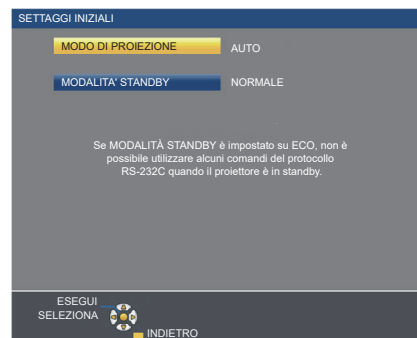 SETTAGGI INIZIALI
MODO DI PROIEZIONE AUTO
MODALITA' STANDBY NORMALE
Se MODALITÀ STANDBY è impostato su ECO, non è
possibile utilizzare alcuni comandi del protocollo
RS-232C quando il proiettore è in standby.
ESEGUI
SELEZIONA
INDIETRO